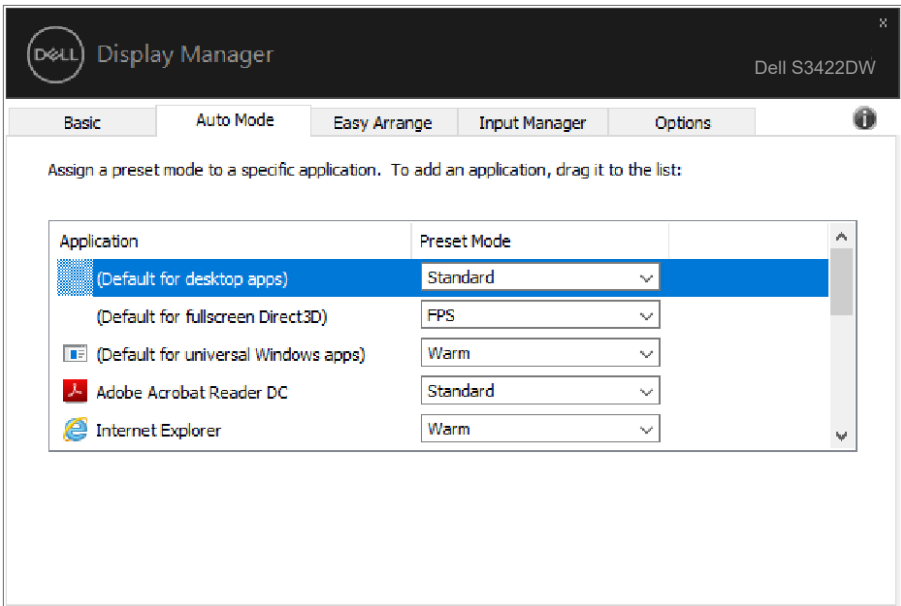 DELL Display Manager
x
Dell S3422DW
Basic Auto Mode Easy Arrange Input Manager Options
Assign a preset mode to a specific application. To add an application, drag it to the list:
Application Preset Mode
(Default for desktop apps) Standard
(Default for fullscreen Direct3D) FPS
(Default for universal Windows apps) Warm
Adobe Acrobat Reader DC Standard
Internet Explorer Warm